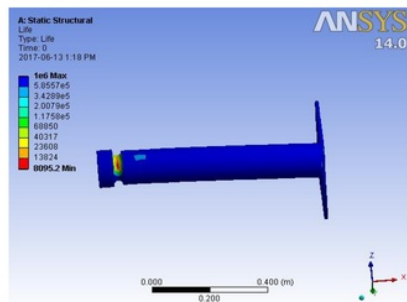 A: Static Structural
Life
Type: Life
Time: 0
2017-06-13 1:18 PM
ANSYS
14.0
1e6 Max
5.8557e5
3.4289e5
2.0079e5
1.1758e5
68850
40317
23608
13824
8095.2 Min
0.000
0.400 (m)
0.200
Z
X